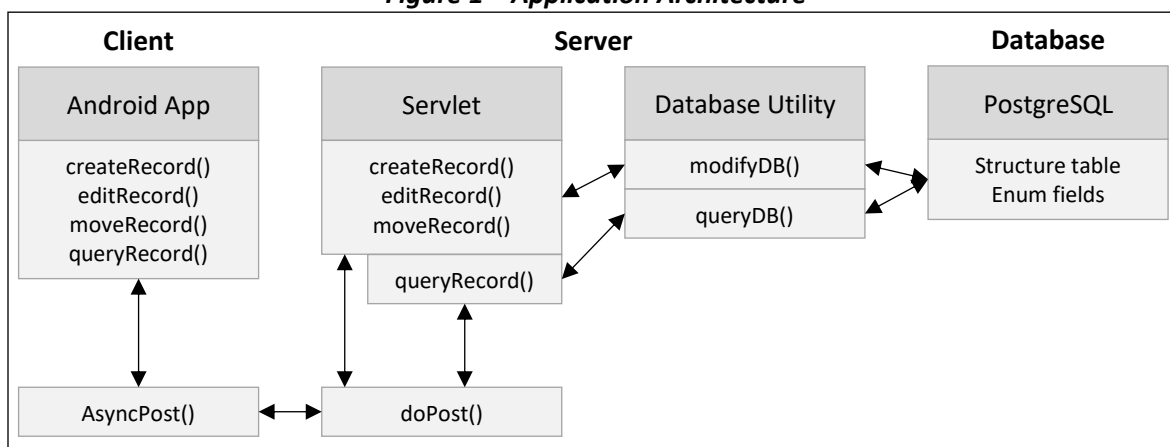 Figure 1 – Application Architecture
Client
Server
Database
Android App
createRecord()
editRecord()
moveRecord()
queryRecord()
Servlet
createRecord()
editRecord()
moveRecord()
queryRecord()
Database Utility
modifyDB()
queryDB()
PostgreSQL
Structure table
Enum fields
AsyncPost()
doPost()